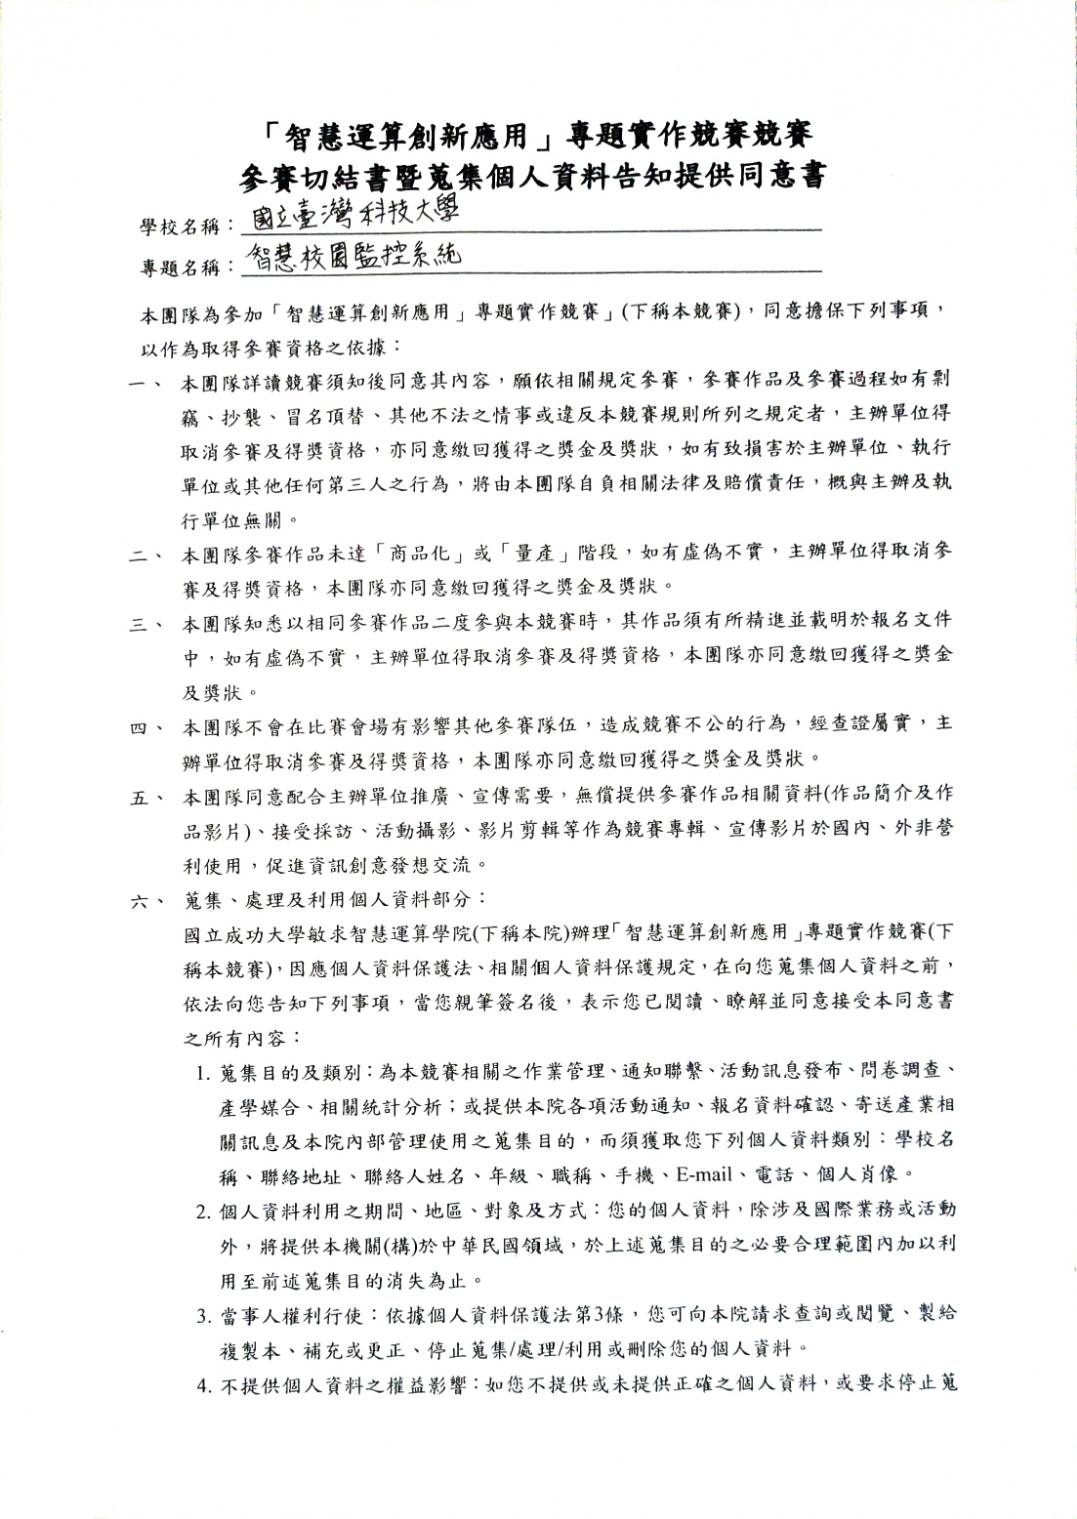 「智慧運算創新應用」專題實作競賽競賽
參賽切結書暨蒐集個人資料告知提供同意書
學校名稱：國立臺灣科技大學
專題名稱：智慧校園監控系統
本團隊為參加「智慧運算創新應用」專題實作競賽」(下稱本競賽)，同意擔保下列事項，
以作為取得參賽資格之依據：
一、 本團隊詳讀競賽須知後同意其內容，願依相關規定參賽，參賽作品及參賽過程如有剽
竊、抄襲、冒名頂替、其他不法之情事或違反本競賽規則所列之規定者，主辦單位得
取消參賽及得獎資格，亦同意繳回獲得之獎金及獎狀，如有致損害於主辦單位、執行
單位或其他任何第三人之行為，將由本團隊自負相關法律及賠償責任，概與主辦及執
行單位無關。
二、 本團隊參賽作品未達「商品化」或「量產」階段，如有虛偽不實，主辦單位得取消參
賽及得獎資格，本團隊亦同意繳回獲得之獎金及獎狀。
三、 本團隊知悉以相同參賽作品二度參與本競賽時，其作品須有所精進並載明於報名文件
中，如有虛偽不實，主辦單位得取消參賽及得獎資格，本團隊亦同意繳回獲得之獎金
及獎狀。
四、 本團隊不會在比賽會場有影響其他參賽隊伍，造成競賽不公的行為，經查證屬實，主
辦單位得取消參賽及得獎資格，本團隊亦同意繳回獲得之獎金及獎狀。
五、 本團隊同意配合主辦單位推廣、宣傳需要，無償提供參賽作品相關資料(作品簡介及作
品影片)、接受採訪、活動攝影、影片剪輯等作為競賽專輯、宣傳影片於國內、外非營
利使用，促進資訊創意發想交流。
六、 蒐集、處理及利用個人資料部分：
國立成功大學敏求智慧運算學院(下稱本院)辦理「智慧運算創新應用」專題實作競賽(下
稱本競賽)，因應個人資料保護法、相關個人資料保護規定，在向您蒐集個人資料之前，
依法向您告知下列事項，當您親筆簽名後，表示您已閱讀、瞭解並同意接受本同意書
之所有內容：
1. 蒐集目的及類別：為本競賽相關之作業管理、通知聯繫、活動訊息發布、問卷調查、
產學媒合、相關統計分析；或提供本院各項活動通知、報名資料確認、寄送產業相
關訊息及本院內部管理使用之蒐集目的，而須獲取您下列個人資料類別：學校名
稱、聯絡地址、聯絡人姓名、年級、職稱、手機、E-mail、電話、個人肖像。
2. 個人資料利用之期間、地區、對象及方式：您的個人資料，除涉及國際業務或活動
外，將提供本機關(構)於中華民國領域，於上述蒐集目的之必要合理範圍內加以利
用至前述蒐集目的消失為止。
3. 當事人權利行使：依據個人資料保護法第3條，您可向本院請求查詢或閱覽、製給
複製本、補充或更正、停止蒐集/處理/利用或刪除您的個人資料。
4. 不提供個人資料之權益影響：如您不提供或未提供正確之個人資料，或要求停止蒐